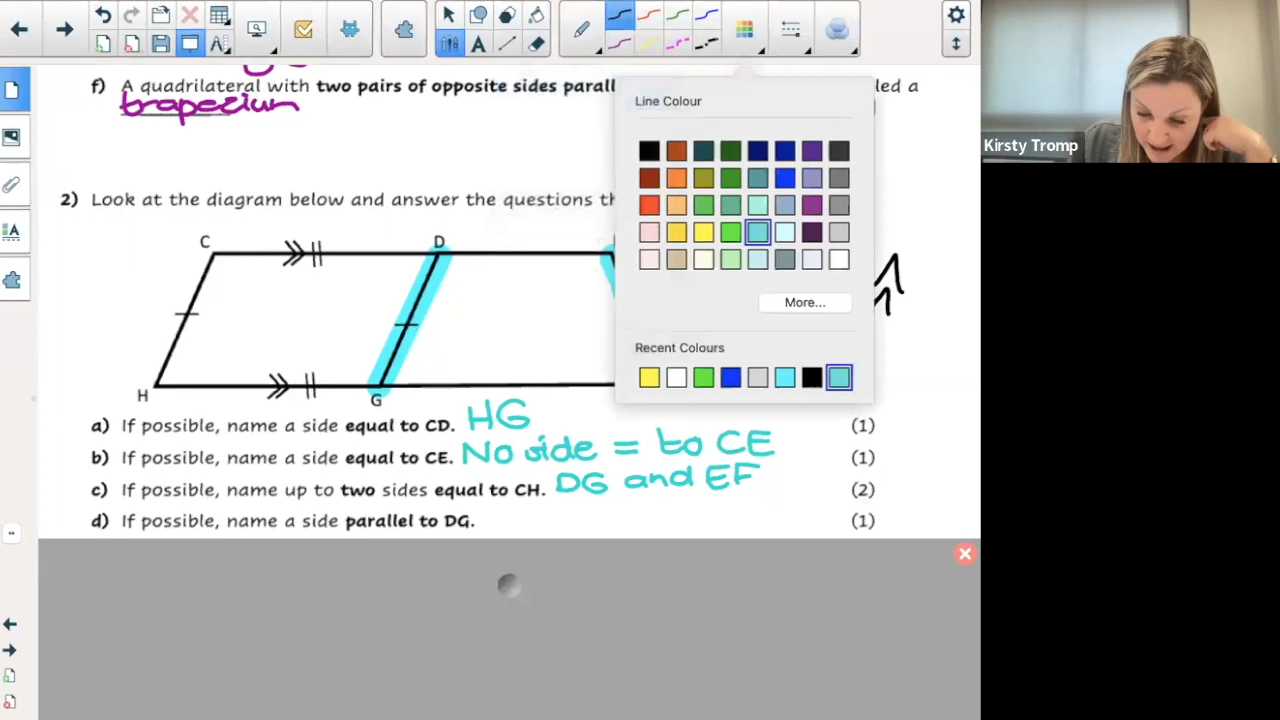 Line Colour
More...
Recent Colours
Kirsty Tromp
f) A quadrilateral with two pairs of opposite sides parall led a
trapezium
2) Look at the diagram below and answer the questions th
C D
H G
a) If possible, name a side equal to CD. HG (1)
b) If possible, name a side equal to CE. No side = to CE (1)
c) If possible, name up to two sides equal to CH. DG and EF (2)
d) If possible, name a side parallel to DG. (1)